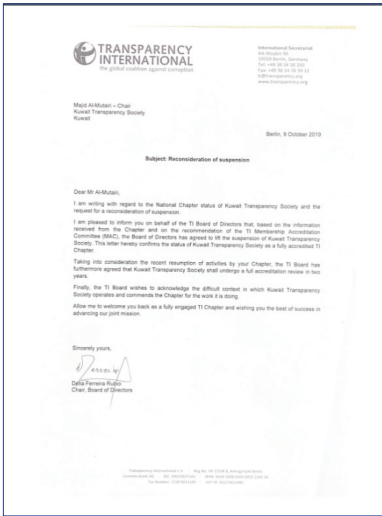 TRANSPARENCY
INTERNATIONAL
the global coalition against corruption
International Secretariat
Alt-Moabit 96
10559 Berlin, Germany
www.transparency.org
Majid Al-Mutairi – Chair
Kuwait Transparency Society
Kuwait
Berlin, 9 October 2019
Subject: Reconsideration of suspension
Dear Mr Al-Mutairi,
I am writing with regard to the National Chapter status of Kuwait Transparency Society and the
request for a reconsideration of suspension.
I am pleased to inform you on behalf of the TI Board of Directors that, based on the information
received from the Chapter and on the recommendation of the TI Membership Accreditation
Committee (MAC), the Board of Directors has agreed to lift the suspension of Kuwait Transparency
Society. This letter hereby confirms the status of Kuwait Transparency Society as a fully accredited TI
Chapter.
Taking into consideration the recent resumption of activities by your Chapter, the TI Board has
furthermore agreed that Kuwait Transparency Society shall undergo a full accreditation review in two
years.
Finally, the TI Board wishes to acknowledge the difficult context in which Kuwait Transparency
Society operates and commends the Chapter for the work it is doing.
Allow me to welcome you back as a fully engaged TI Chapter and wishing you the best of success in
advancing our joint mission.
Sincerely yours,
Delia Ferreira Rubio
Chair, Board of Directors